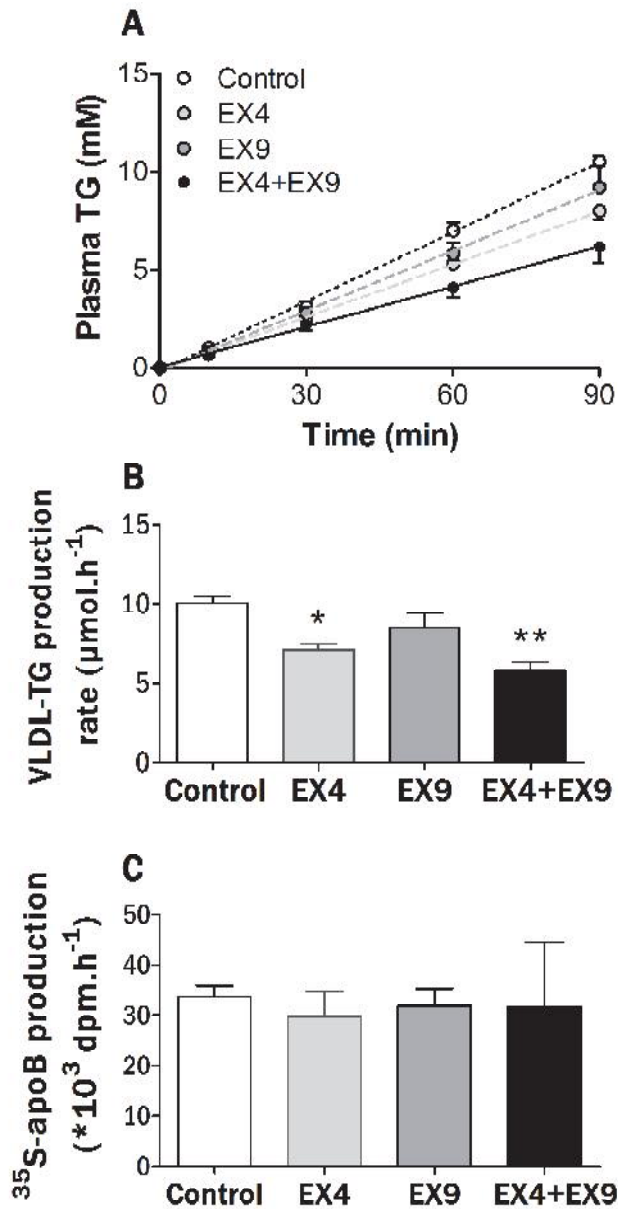 A
Plasma TG (mM)
15
10
5
0
Control
EX4
EX9
EX4+EX9
0 30 60 90
Time (min)
B
VLDL-TG production
rate (µmol.h⁻¹)
15
10
5
0
*
**
Control EX4 EX9 EX4+EX9
C
³⁵S-apoB production
(*10³ dpm.h⁻¹)
50
40
30
20
10
0
Control EX4 EX9 EX4+EX9